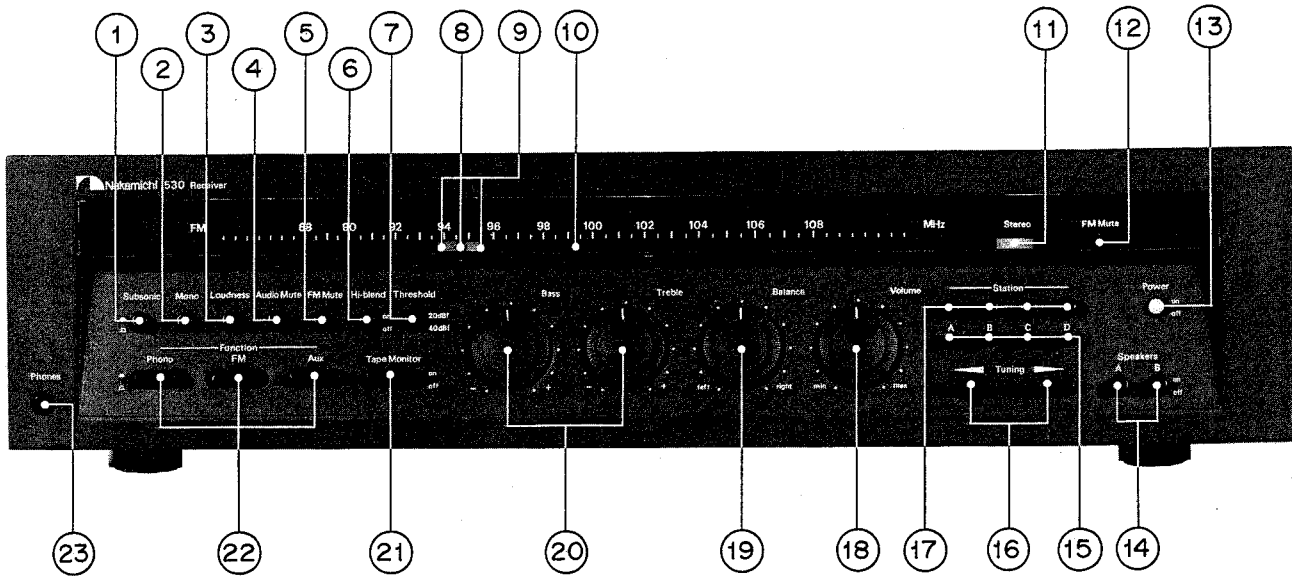 1 2 3 4 5 6 7 8 9 10 11 12 13
Nakamichi 530 Receiver
FM 88 90 92 94 96 98 100 102 104 106 108 MHz Stereo FM Mute
Subsonic Mono Loudness Audio Mute FM Mute Hi-blend Threshold Bass Treble Balance Volume Station Power
on 20dBf on
off 40dBf off
A B C D
Function
Phono FM Aux Tape Monitor Tuning Speakers
A B
on on
off - + - + left right min max off
Phones
23 22 21 20 19 18 17 16 15 14